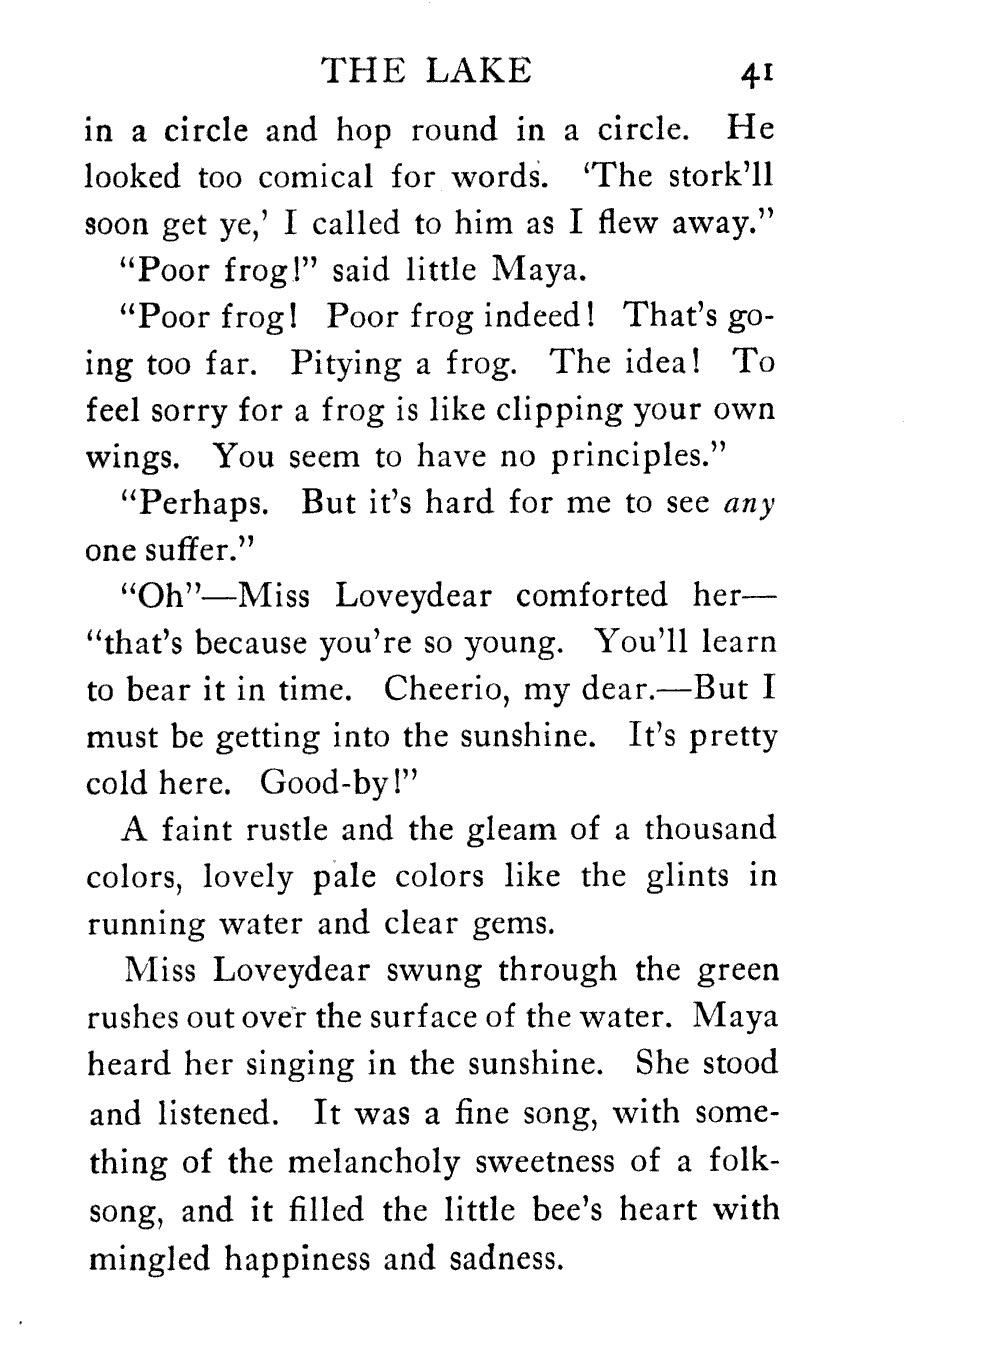 THE LAKE 41
in a circle and hop round in a circle. He
looked too comical for words. ‘The stork’ll
soon get ye,’ I called to him as I flew away.”
“Poor frog!” said little Maya.
“Poor frog! Poor frog indeed! That’s go-
ing too far. Pitying a frog. The idea! To
feel sorry for a frog is like clipping your own
wings. You seem to have no principles.”
“Perhaps. But it’s hard for me to see any
one suffer.”
“Oh”—Miss Loveydear comforted her—
“that’s because you’re so young. You’ll learn
to bear it in time. Cheerio, my dear.—But I
must be getting into the sunshine. It’s pretty
cold here. Good-by!”
A faint rustle and the gleam of a thousand
colors, lovely pale colors like the glints in
running water and clear gems.
Miss Loveydear swung through the green
rushes out over the surface of the water. Maya
heard her singing in the sunshine. She stood
and listened. It was a fine song, with some-
thing of the melancholy sweetness of a folk-
song, and it filled the little bee’s heart with
mingled happiness and sadness.